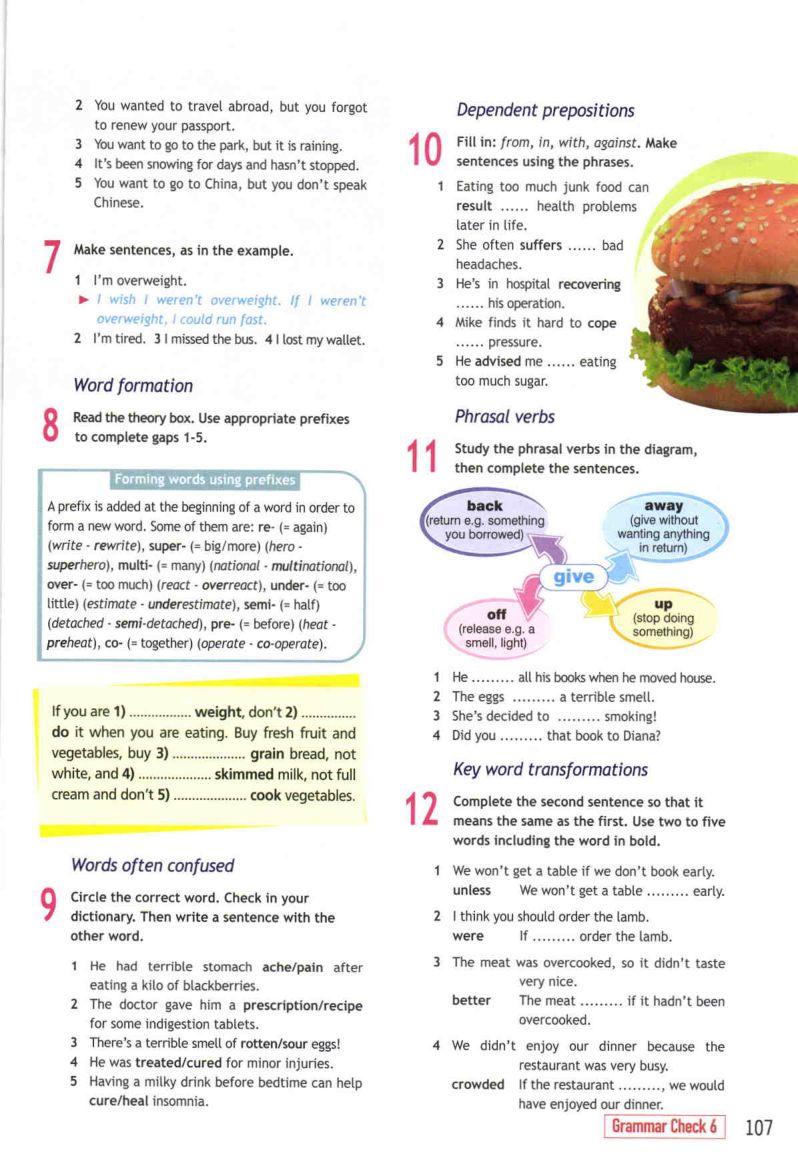 2 You wanted to travel abroad, but you forgot
to renew your passport.
3 You want to go to the park, but it is raining.
4 It's been snowing for days and hasn't stopped.
5 You want to go to China, but you don't speak
Chinese.
7 Make sentences, as in the example.
1 I'm overweight.
► I wish I weren't overweight. If I weren't
overweight, I could run fast.
2 I'm tired. 3 I missed the bus. 4 I lost my wallet.
Word formation
8 Read the theory box. Use appropriate prefixes
to complete gaps 1-5.
Forming words using prefixes
A prefix is added at the beginning of a word in order to
form a new word. Some of them are: re- (= again)
(write - rewrite), super- (= big/more) (hero -
superhero), multi- (= many) (national - multinational),
over- (= too much) (react - overreact), under- (= too
little) (estimate - underestimate), semi- (= half)
(detached - semi-detached), pre- (= before) (heat -
preheat), co- (= together) (operate - co-operate).
If you are 1) ................. weight, don't 2) ...............
do it when you are eating. Buy fresh fruit and
vegetables, buy 3) .................... grain bread, not
white, and 4) .................... skimmed milk, not full
cream and don't 5) .................... cook vegetables.
Words often confused
9 Circle the correct word. Check in your
dictionary. Then write a sentence with the
other word.
1 He had terrible stomach ache/pain after
eating a kilo of blackberries.
2 The doctor gave him a prescription/recipe
for some indigestion tablets.
3 There's a terrible smell of rotten/sour eggs!
4 He was treated/cured for minor injuries.
5 Having a milky drink before bedtime can help
cure/heal insomnia.
Dependent prepositions
10 Fill in: from, in, with, against. Make
sentences using the phrases.
1 Eating too much junk food can
result ...... health problems
later in life.
2 She often suffers ...... bad
headaches.
3 He's in hospital recovering
...... his operation.
4 Mike finds it hard to cope
...... pressure.
5 He advised me ...... eating
too much sugar.
Phrasal verbs
11 Study the phrasal verbs in the diagram,
then complete the sentences.
back
(return e.g. something
you borrowed)
away
(give without
wanting anything
in return)
give
off
(release e.g. a
smell, light)
up
(stop doing
something)
1 He ......... all his books when he moved house.
2 The eggs ......... a terrible smell.
3 She's decided to ......... smoking!
4 Did you ......... that book to Diana?
Key word transformations
12 Complete the second sentence so that it
means the same as the first. Use two to five
words including the word in bold.
1 We won't get a table if we don't book early.
unless We won't get a table ......... early.
2 I think you should order the lamb.
were If ......... order the lamb.
3 The meat was overcooked, so it didn't taste
very nice.
better The meat ......... if it hadn't been
overcooked.
4 We didn't enjoy our dinner because the
restaurant was very busy.
crowded If the restaurant ........., we would
have enjoyed our dinner.
Grammar Check 6 107